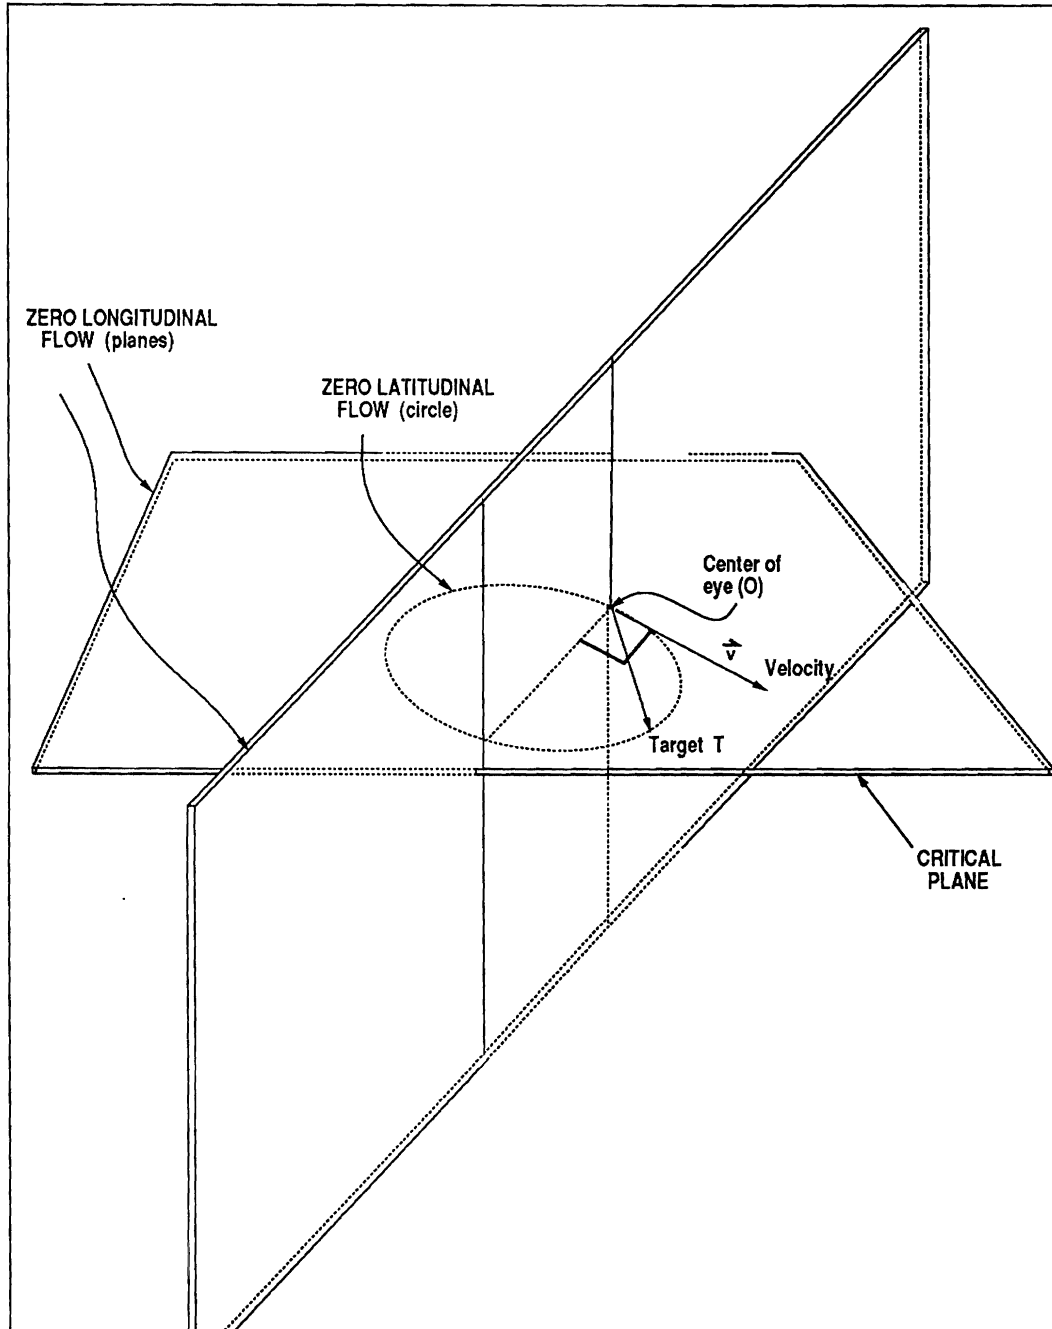 ZERO LONGITUDINAL
FLOW (planes)
ZERO LATITUDINAL
FLOW (circle)
Center of
eye (O)
v
Velocity
Target T
CRITICAL
PLANE